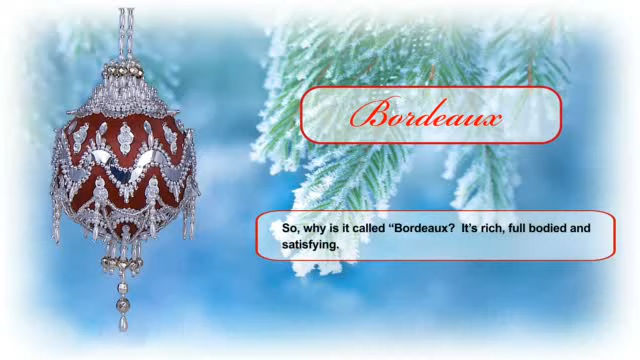 Bordeaux
So, why is it called “Bordeaux?  It’s rich, full bodied and
satisfying.